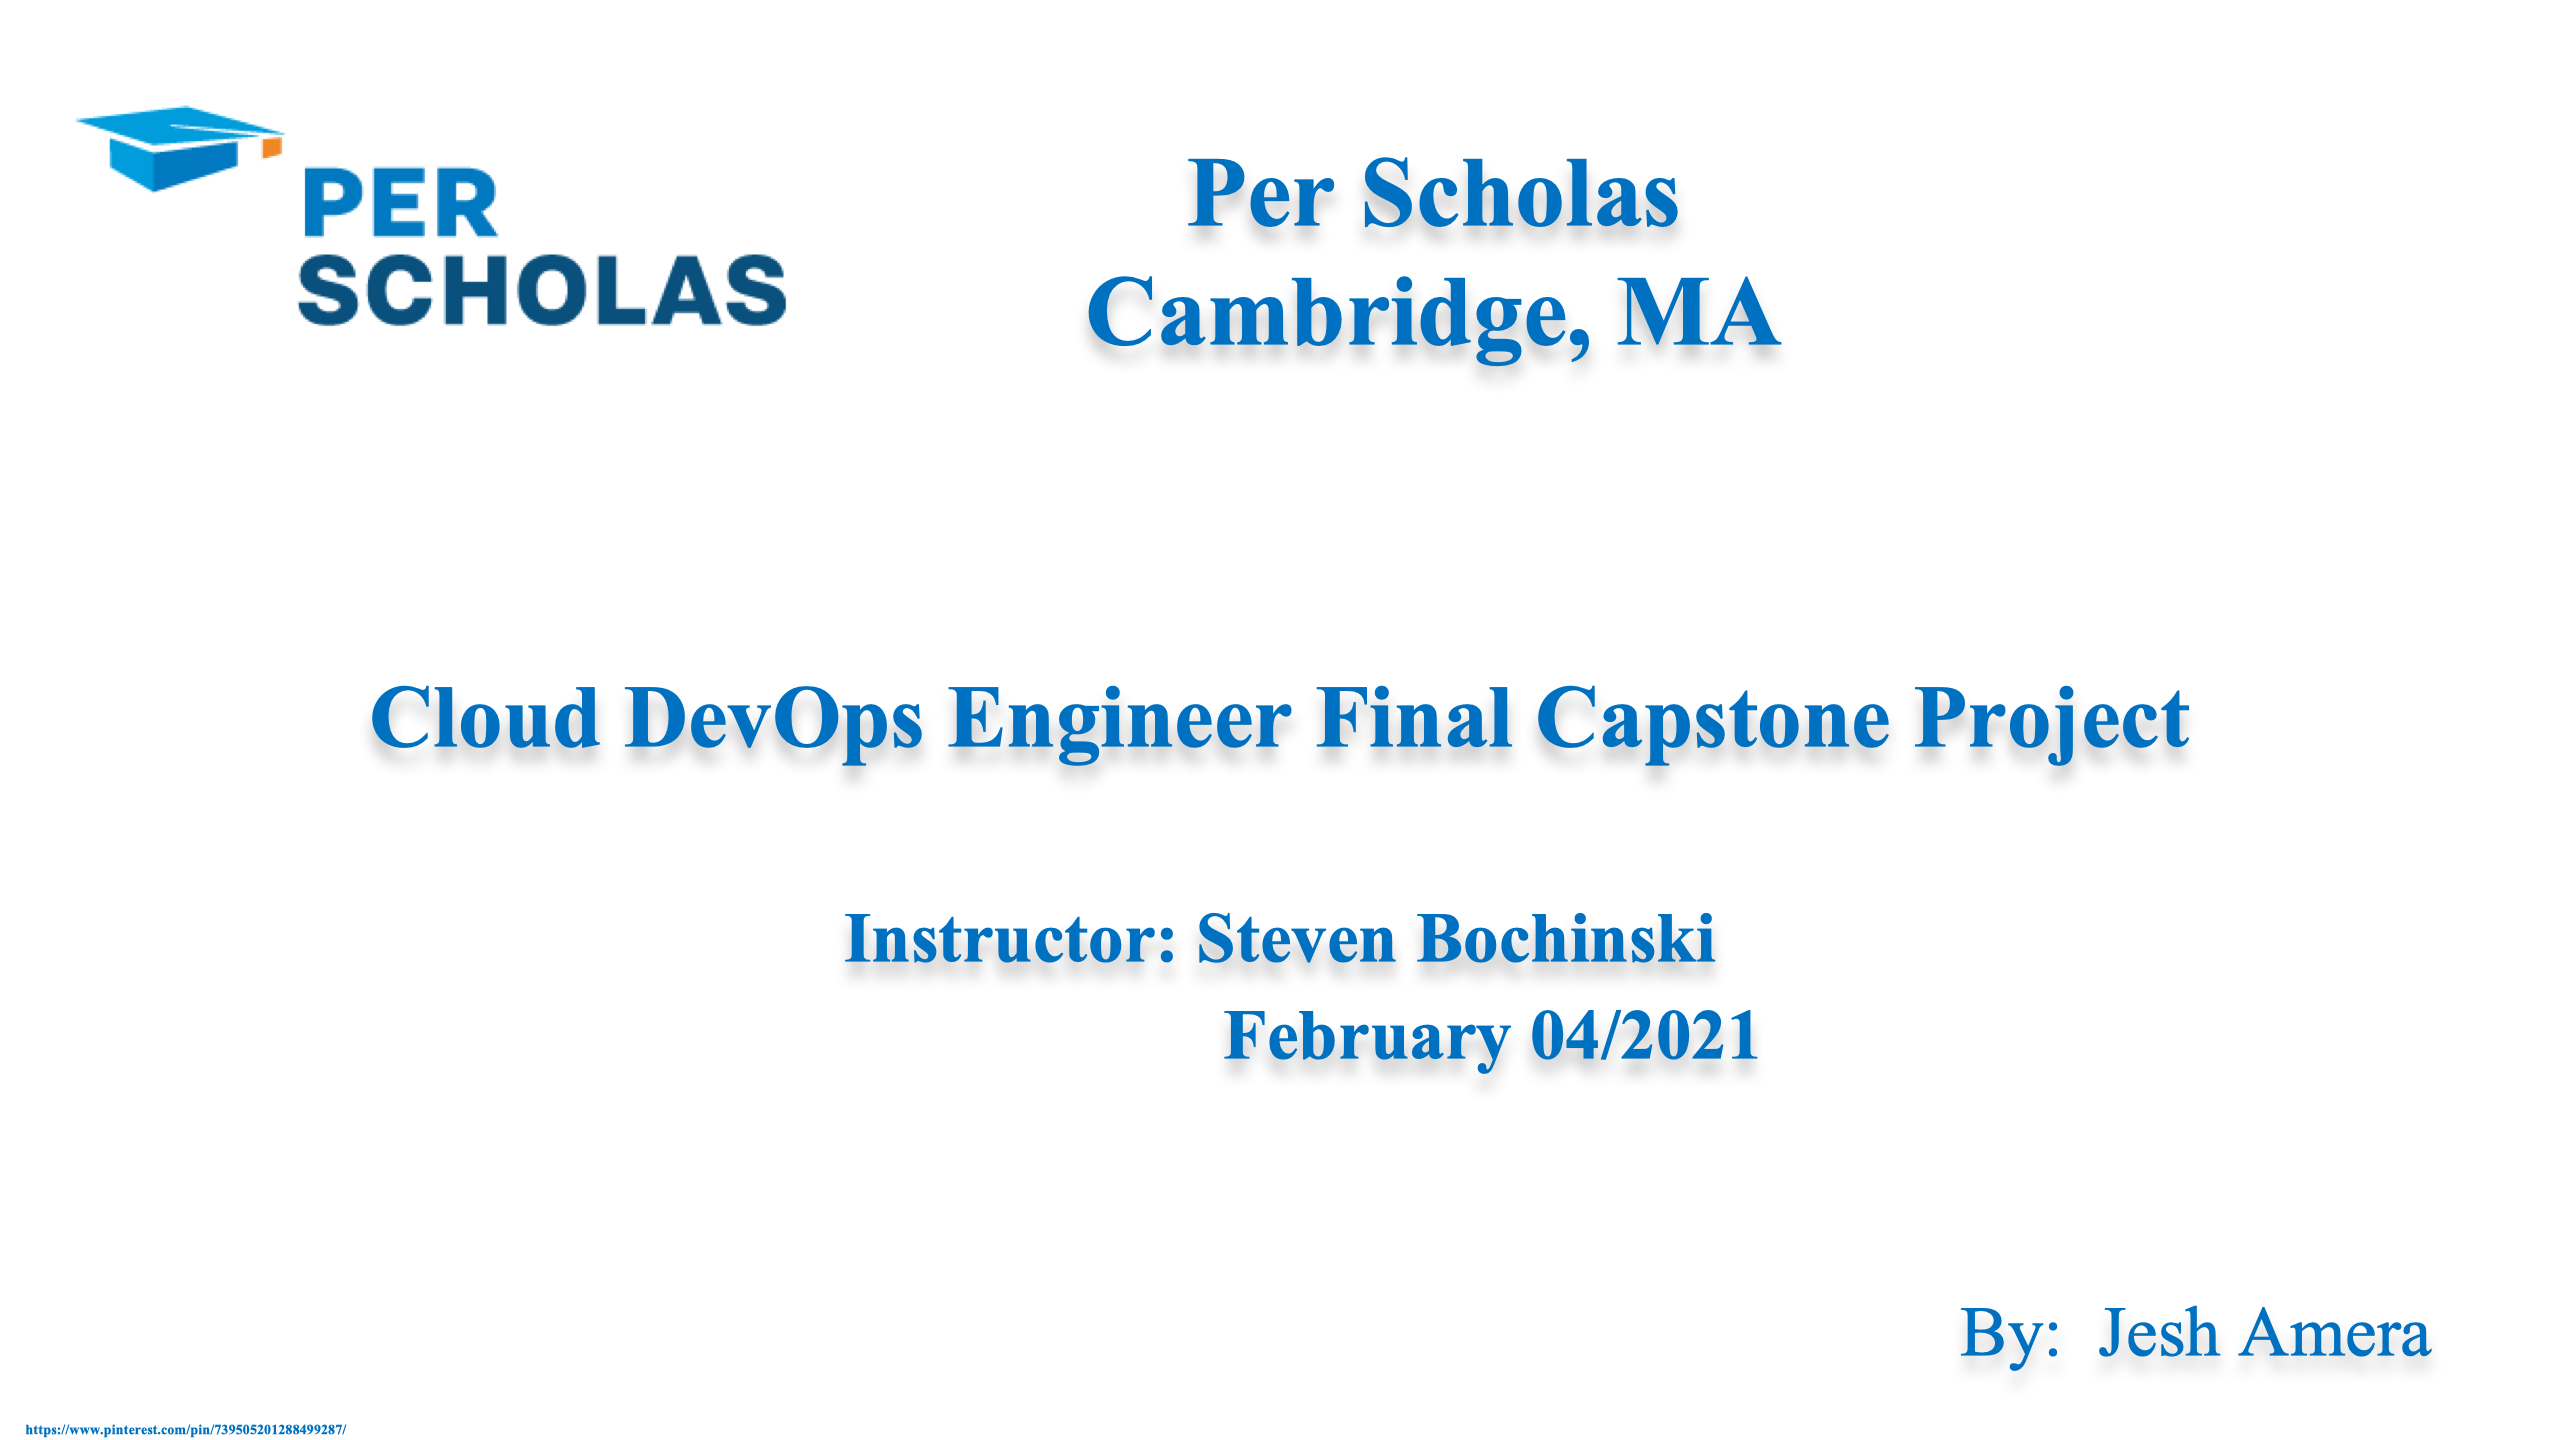 PER
SCHOLAS
Per Scholas
Cambridge, MA
Cloud DevOps Engineer Final Capstone Project
Instructor: Steven Bochinski
February 04/2021
By: Jesh Amera
https://www.pinterest.com/pin/739505201288499287/